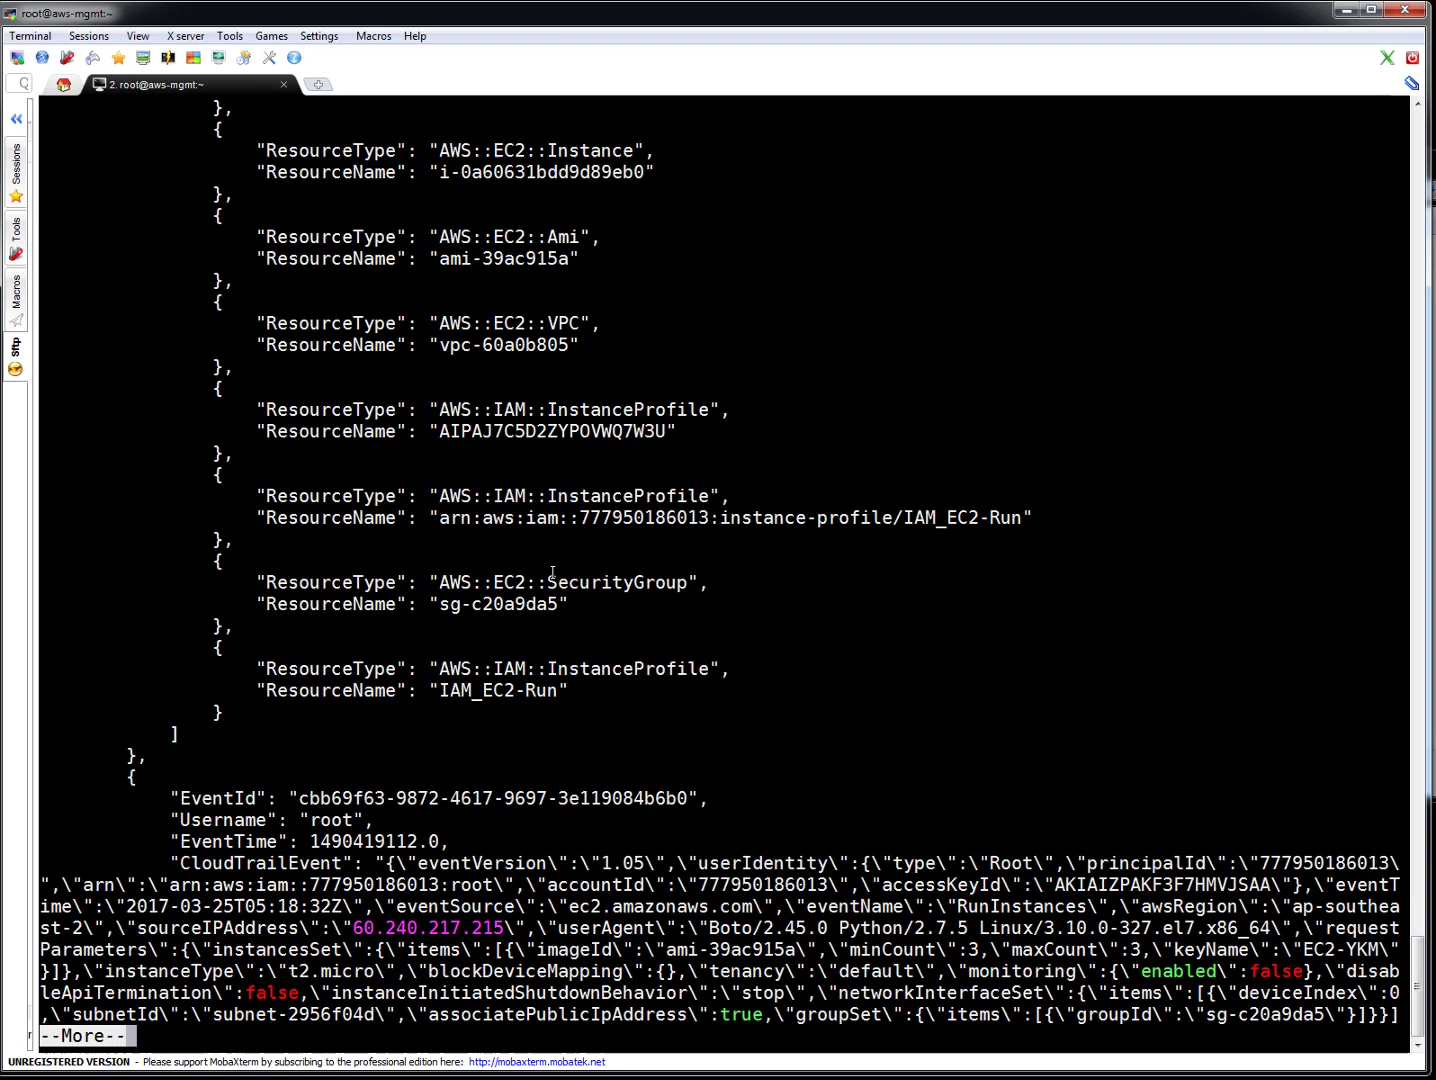 root@aws-mgmt:~
Terminal Sessions View X server Tools Games Settings Macros Help
2. root@aws-mgmt:~
Sessions
Tools
Macros
Sftp
},
{
"ResourceType": "AWS::EC2::Instance",
"ResourceName": "i-0a60631bdd9d89eb0"
},
{
"ResourceType": "AWS::EC2::Ami",
"ResourceName": "ami-39ac915a"
},
{
"ResourceType": "AWS::EC2::VPC",
"ResourceName": "vpc-60a0b805"
},
{
"ResourceType": "AWS::IAM::InstanceProfile",
"ResourceName": "AIPAJ7C5D2ZYPOVWQ7W3U"
},
{
"ResourceType": "AWS::IAM::InstanceProfile",
"ResourceName": "arn:aws:iam::777950186013:instance-profile/IAM_EC2-Run"
},
{
"ResourceType": "AWS::EC2::SecurityGroup",
"ResourceName": "sg-c20a9da5"
},
{
"ResourceType": "AWS::IAM::InstanceProfile",
"ResourceName": "IAM_EC2-Run"
}
]
},
{
"EventId": "cbb69f63-9872-4617-9697-3e119084b6b0",
"Username": "root",
"EventTime": 1490419112.0,
"CloudTrailEvent": "{\"eventVersion\":\"1.05\",\"userIdentity\":{\"type\":\"Root\",\"principalId\":\"777950186013\
",\"arn\":\"arn:aws:iam::777950186013:root\",\"accountId\":\"777950186013\",\"accessKeyId\":\"AKIAIZPAKF3F7HMVJSAA\"},\"eventT
ime\":\"2017-03-25T05:18:32Z\",\"eventSource\":\"ec2.amazonaws.com\",\"eventName\":\"RunInstances\",\"awsRegion\":\"ap-southea
st-2\",\"sourceIPAddress\":\"60.240.217.215\",\"userAgent\":\"Boto/2.45.0 Python/2.7.5 Linux/3.10.0-327.el7.x86_64\",\"request
Parameters\":{\"instancesSet\":{\"items\":[{\"imageId\":\"ami-39ac915a\",\"minCount\":3,\"maxCount\":3,\"keyName\":\"EC2-YKM\"
}]},\"instanceType\":\"t2.micro\",\"blockDeviceMapping\":{},\"tenancy\":\"default\",\"monitoring\":{\"enabled\":false},\"disab
leApiTermination\":false,\"instanceInitiatedShutdownBehavior\":\"stop\",\"networkInterfaceSet\":{\"items\":[{\"deviceIndex\":0
,\"subnetId\":\"subnet-2956f04d\",\"associatePublicIpAddress\":true,\"groupSet\":{\"items\":[{\"groupId\":\"sg-c20a9da5\"}]}}]
--More--
UNREGISTERED VERSION - Please support MobaXterm by subscribing to the professional edition here: http://mobaxterm.mobatek.net